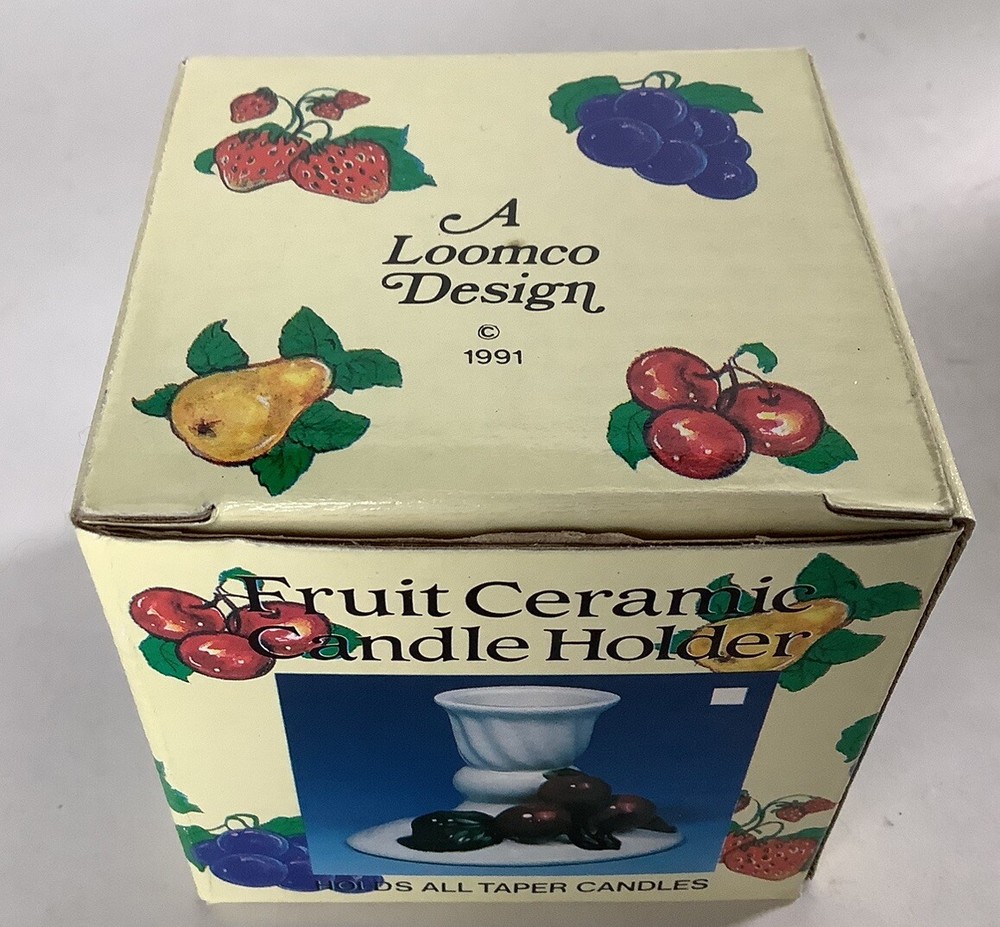 A
Loomco
Design
©
1991
Fruit Ceramic
Candle Holder
HOLDS ALL TAPER CANDLES